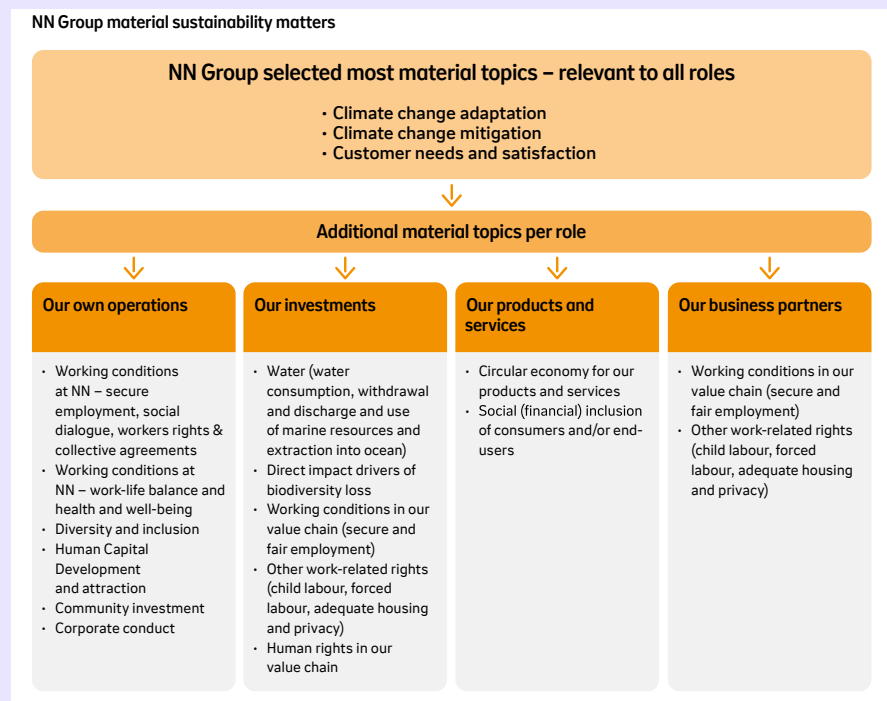 NN Group material sustainability matters
NN Group selected most material topics – relevant to all roles
• Climate change adaptation
• Climate change mitigation
• Customer needs and satisfaction
Additional material topics per role
Our own operations
• Working conditions
at NN – secure
employment, social
dialogue, workers rights &
collective agreements
• Working conditions at
NN – work-life balance and
health and well-being
• Diversity and inclusion
• Human Capital
Development
and attraction
• Community investment
• Corporate conduct
Our investments
• Water (water
consumption, withdrawal
and discharge and use
of marine resources and
extraction into ocean)
• Direct impact drivers of
biodiversity loss
• Working conditions in our
value chain (secure and
fair employment)
• Other work-related rights
(child labour, forced
labour, adequate housing
and privacy)
• Human rights in our
value chain
Our products and
services
• Circular economy for our
products and services
• Social (financial) inclusion
of consumers and/or end-
users
Our business partners
• Working conditions in our
value chain (secure and
fair employment)
• Other work-related rights
(child labour, forced
labour, adequate housing
and privacy)